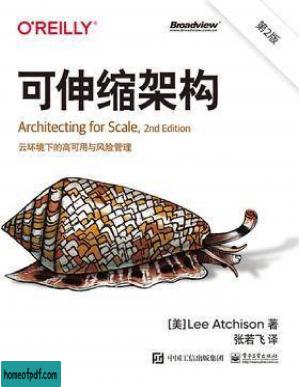 O'REILLY®
Broadview®
第2版
可伸缩架构
Architecting for Scale, 2nd Edition
云环境下的高可用与风险管理
[美]Lee Atchison 著
张若飞 译
中国工信出版集团
电子工业出版社
homeofpdf.com